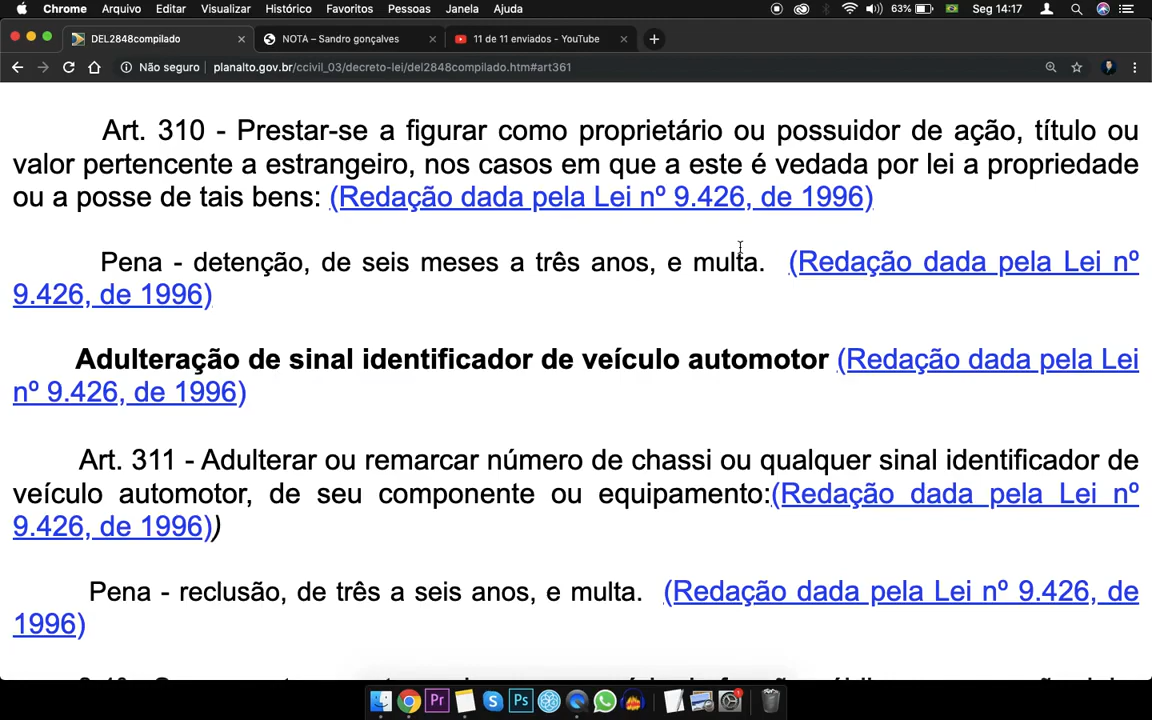 Chrome Arquivo Editar Visualizar Histórico Favoritos Pessoas Janela Ajuda 63% Seg 14:17
DEL2848compilado NOTA – Sandro gonçalves 11 de 11 enviados - YouTube
Não seguro planalto.gov.br/ccivil_03/decreto-lei/del2848compilado.htm#art361
Art. 310 - Prestar-se a figurar como proprietário ou possuidor de ação, título ou
valor pertencente a estrangeiro, nos casos em que a este é vedada por lei a propriedade
ou a posse de tais bens: (Redação dada pela Lei nº 9.426, de 1996)
Pena - detenção, de seis meses a três anos, e multa. (Redação dada pela Lei nº
9.426, de 1996)
Adulteração de sinal identificador de veículo automotor (Redação dada pela Lei
nº 9.426, de 1996)
Art. 311 - Adulterar ou remarcar número de chassi ou qualquer sinal identificador de
veículo automotor, de seu componente ou equipamento:(Redação dada pela Lei nº
9.426, de 1996))
Pena - reclusão, de três a seis anos, e multa. (Redação dada pela Lei nº 9.426, de
1996)
Pr Ps